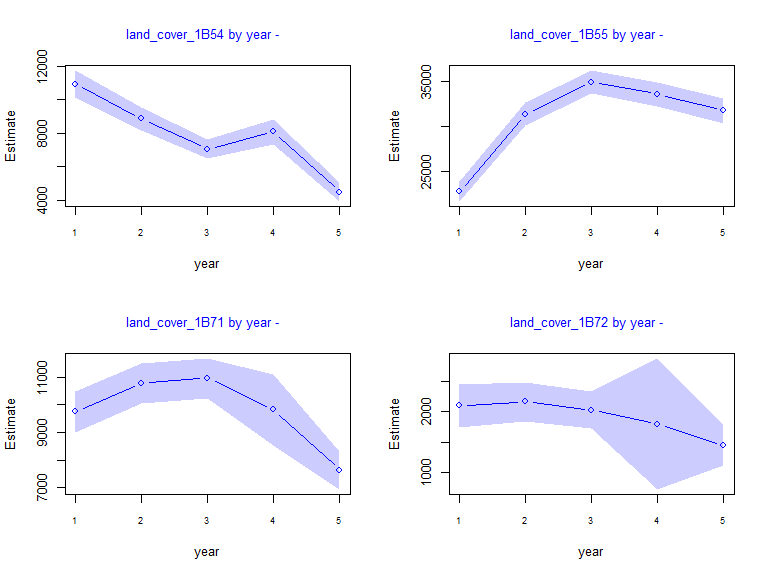 land_cover_1B54 by year -
Estimate
12000
8000
4000
1 2 3 4 5
year
land_cover_1B55 by year -
Estimate
35000
25000
1 2 3 4 5
year
land_cover_1B71 by year -
Estimate
11000
9000
7000
1 2 3 4 5
year
land_cover_1B72 by year -
Estimate
2000
1000
1 2 3 4 5
year